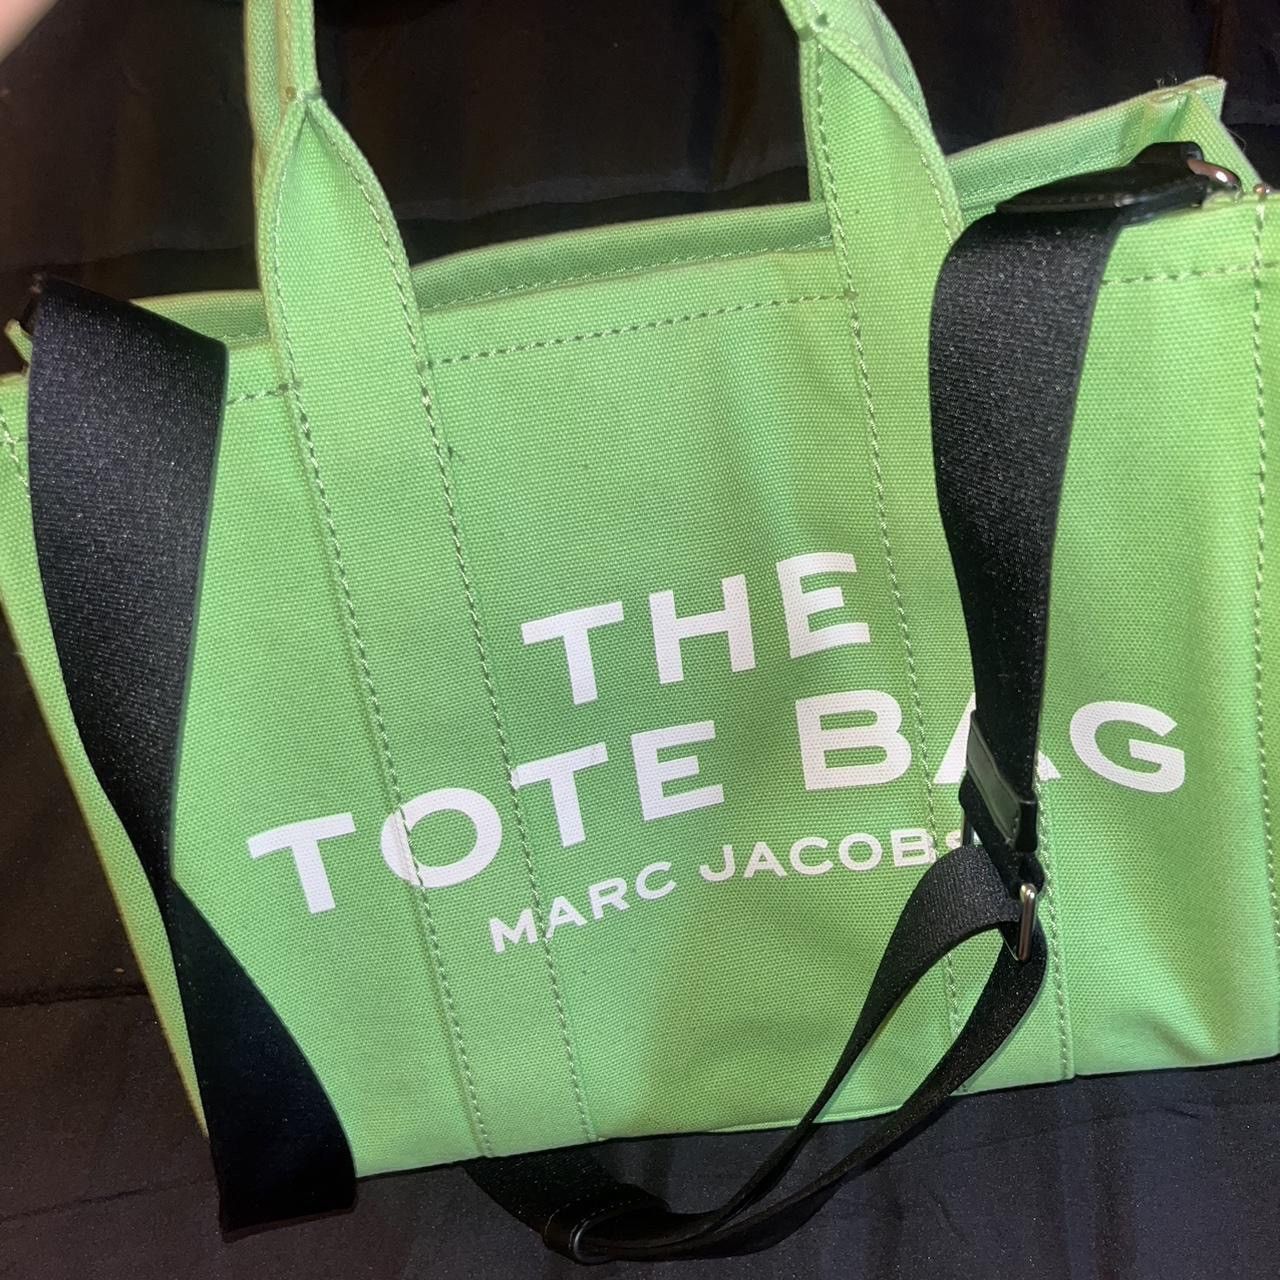 THE
TOTE BAG
MARC JACOBS